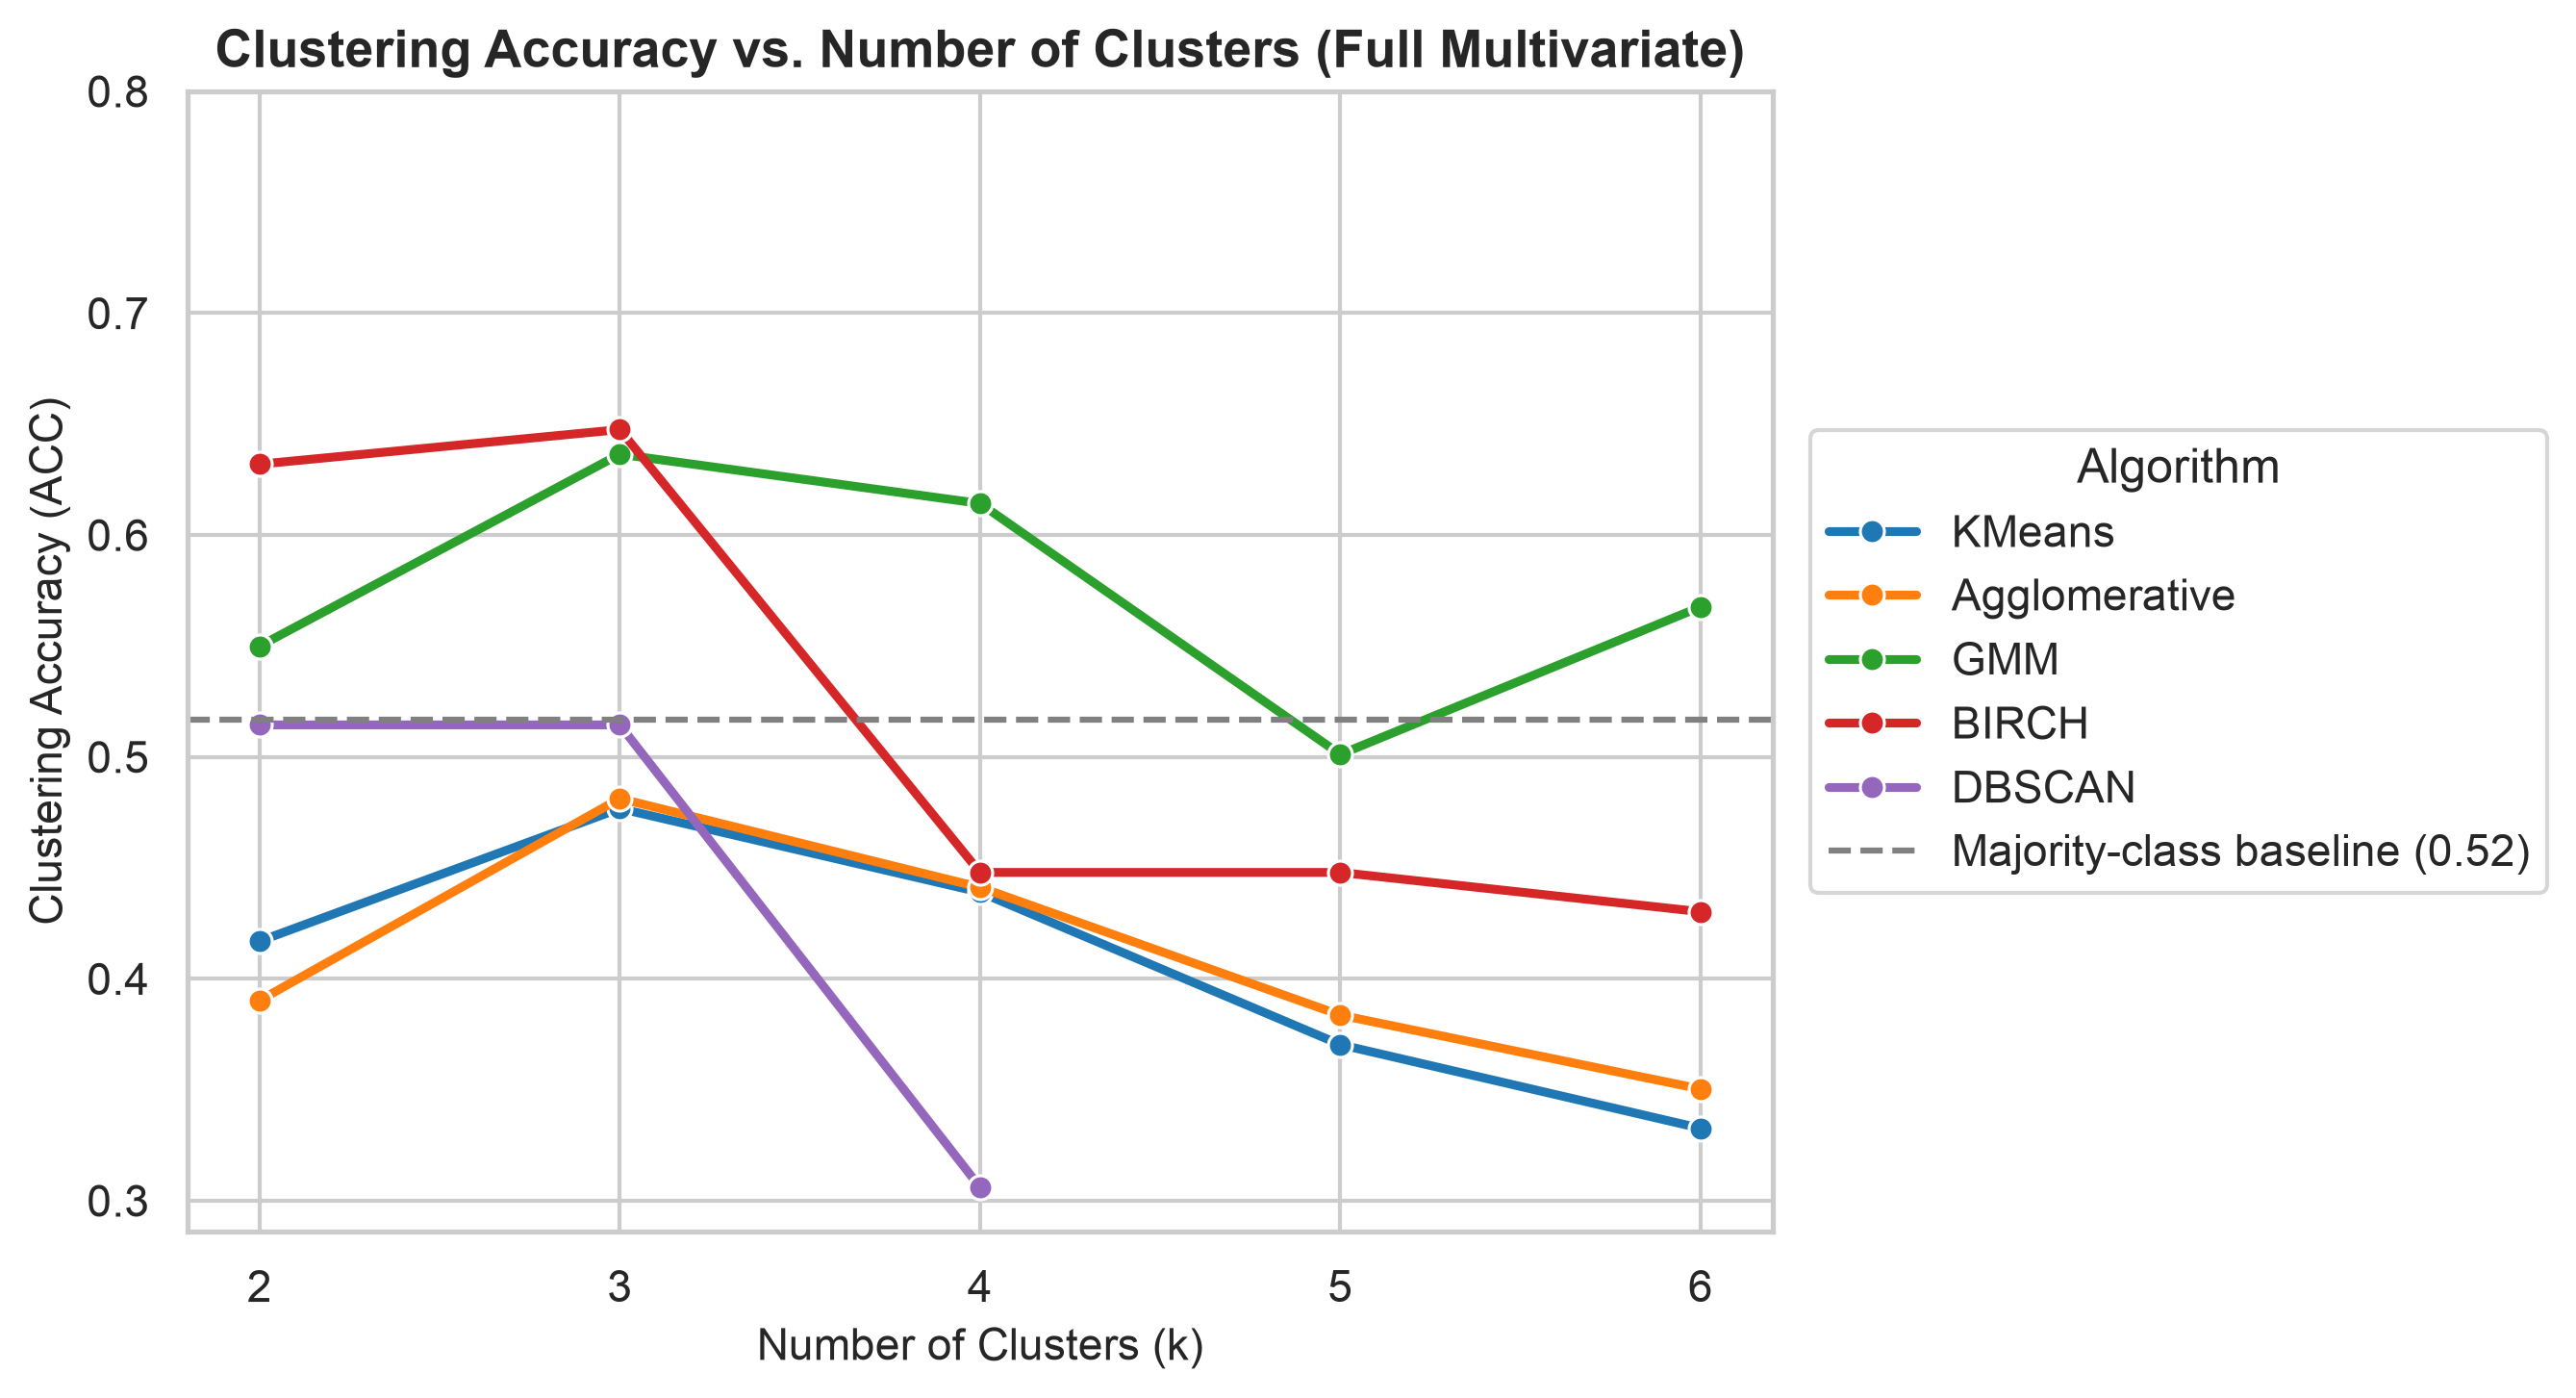 Clustering Accuracy vs. Number of Clusters (Full Multivariate)
Clustering Accuracy (ACC)
0.8
0.7
0.6
0.5
0.4
0.3
2 3 4 5 6
Number of Clusters (k)
Algorithm
KMeans
Agglomerative
GMM
BIRCH
DBSCAN
Majority-class baseline (0.52)